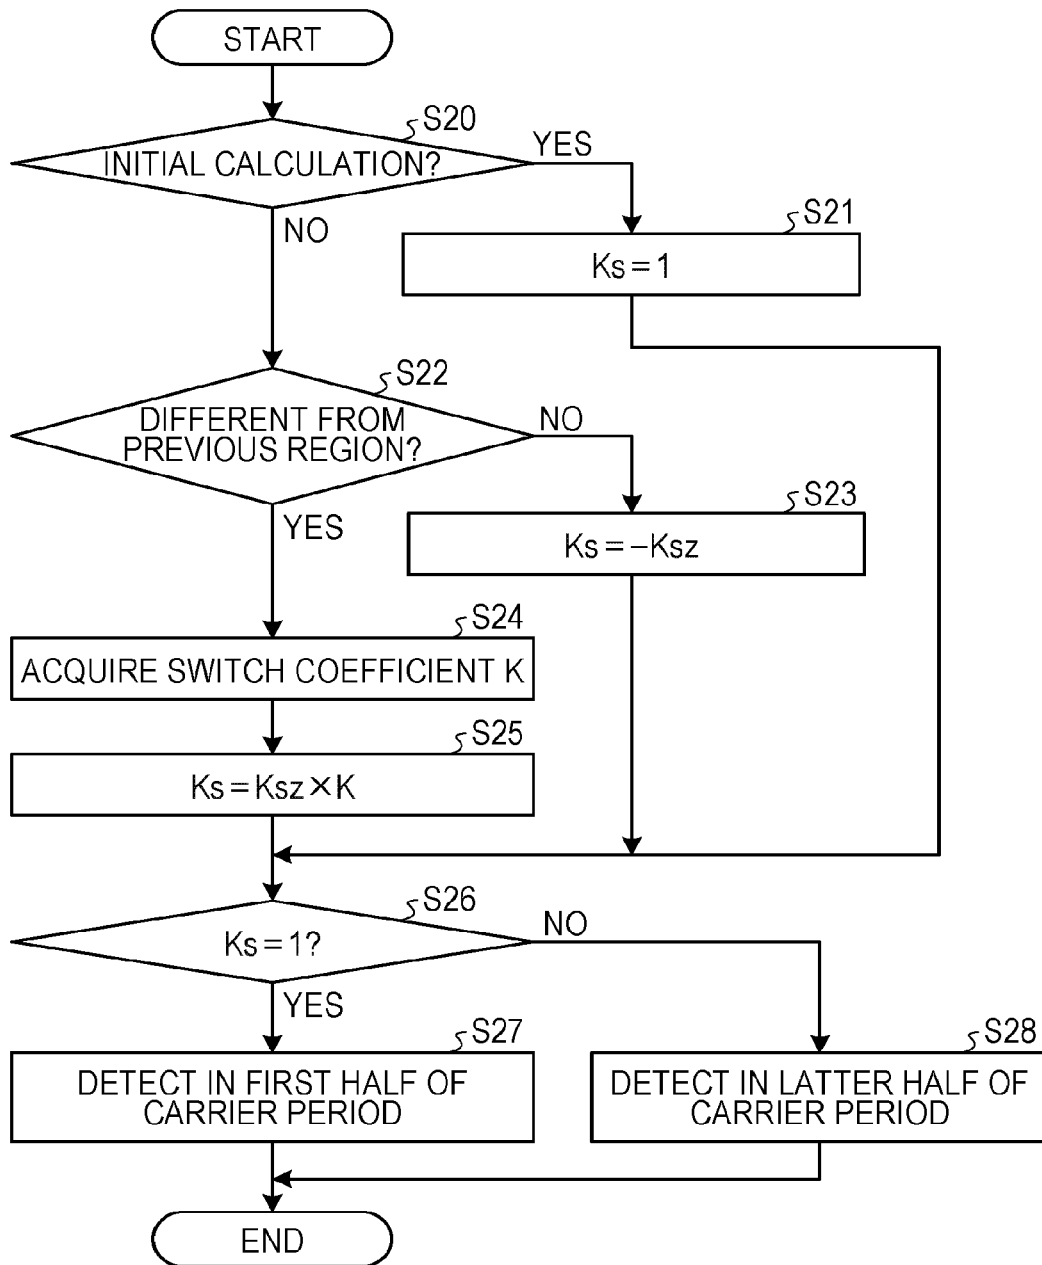 START
S20
INITIAL CALCULATION?
YES
NO
S21
Ks=1
S22
DIFFERENT FROM
PREVIOUS REGION?
NO
YES
S23
Ks=−Ksz
S24
ACQUIRE SWITCH COEFFICIENT K
S25
Ks=Ksz×K
S26
Ks=1?
NO
YES
S27
DETECT IN FIRST HALF OF
CARRIER PERIOD
S28
DETECT IN LATTER HALF OF
CARRIER PERIOD
END